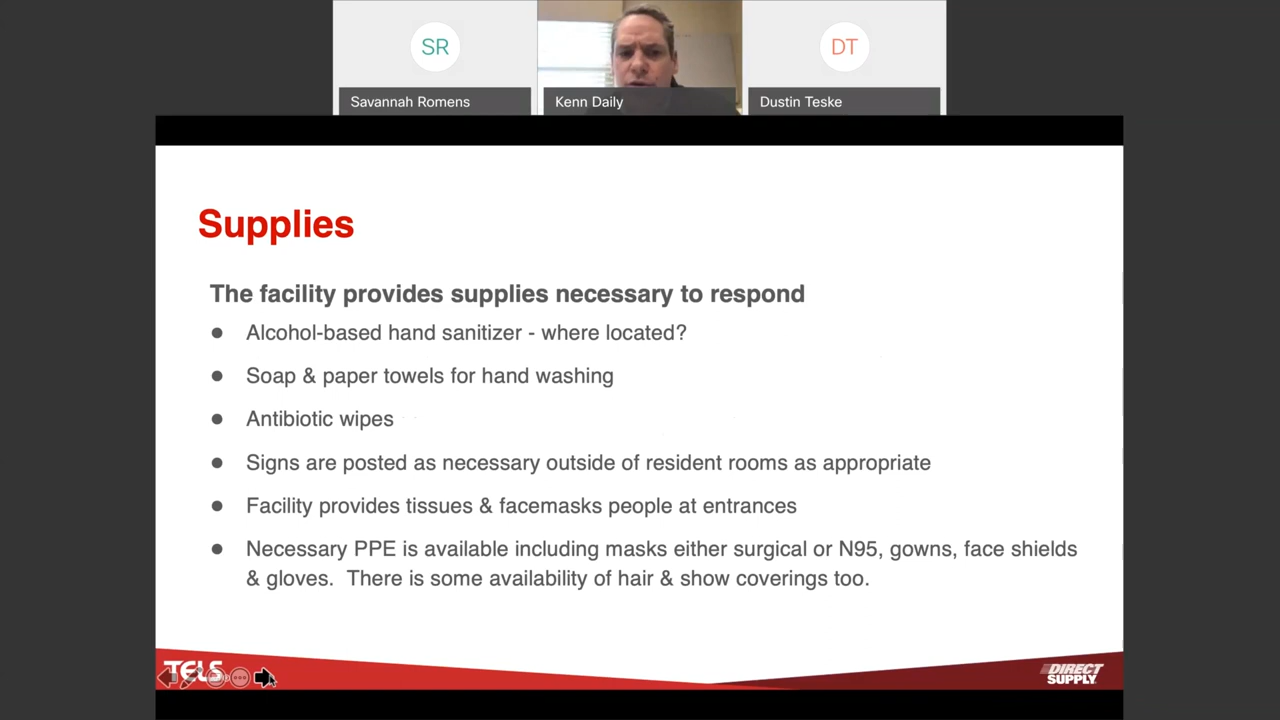 SR
DT
Savannah Romens
Kenn Daily
Dustin Teske
Supplies
The facility provides supplies necessary to respond
● Alcohol-based hand sanitizer - where located?
● Soap & paper towels for hand washing
● Antibiotic wipes
● Signs are posted as necessary outside of resident rooms as appropriate
● Facility provides tissues & facemasks people at entrances
● Necessary PPE is available including masks either surgical or N95, gowns, face shields
& gloves. There is some availability of hair & show coverings too.
TELS
DIRECT
SUPPLY